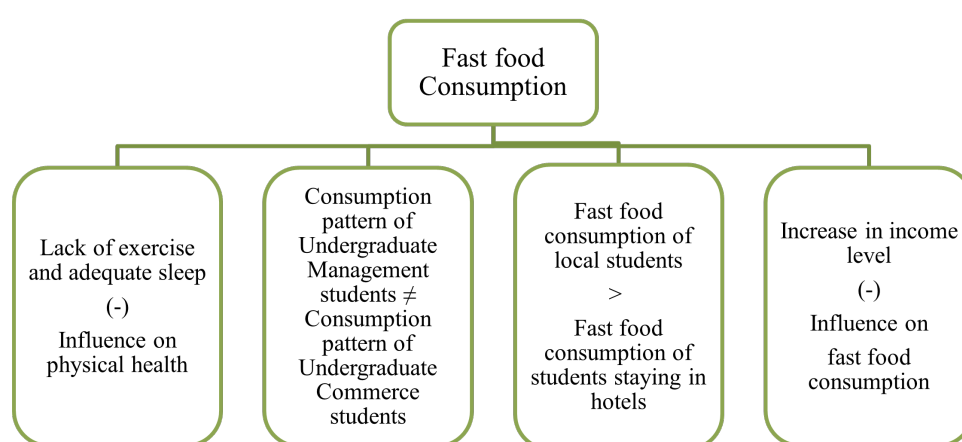 Fast food
Consumption
Lack of exercise
and adequate sleep
(-)
Influence on
physical health
Consumption
pattern of
Undergraduate
Management
students ≠
Consumption
pattern of
Undergraduate
Commerce
students
Fast food
consumption of
local students
>
Fast food
consumption of
students staying in
hotels
Increase in income
level
(-)
Influence on
fast food
consumption